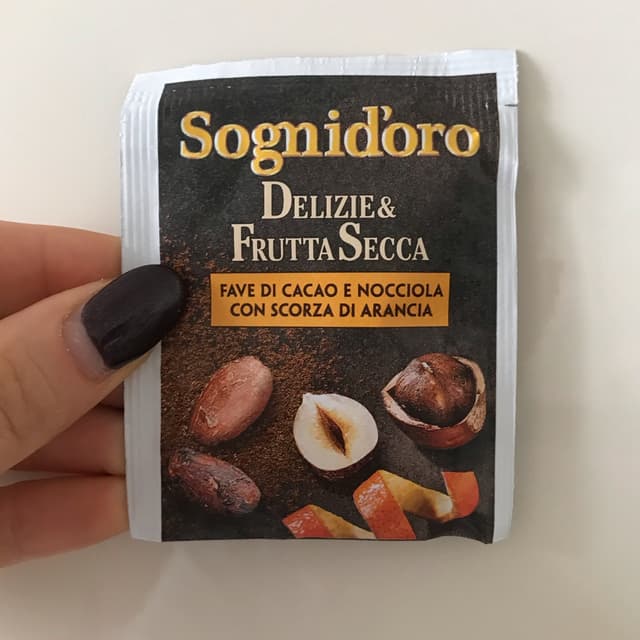 Sognid'oro
DELIZIE &
FRUTTA SECCA
FAVE DI CACAO E NOCCIOLA
CON SCORZA DI ARANCIA